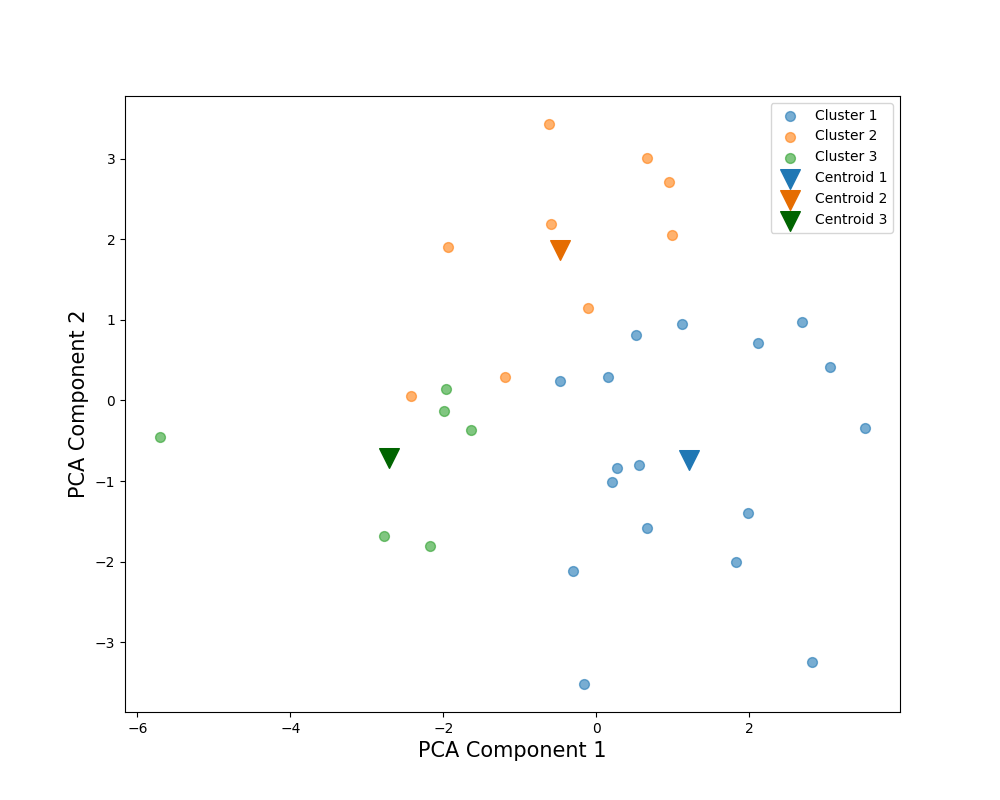 Cluster 1
Cluster 2
Cluster 3
Centroid 1
Centroid 2
Centroid 3
3
2
1
0
−1
−2
−3
PCA Component 2
−6
−4
−2
0
2
PCA Component 1